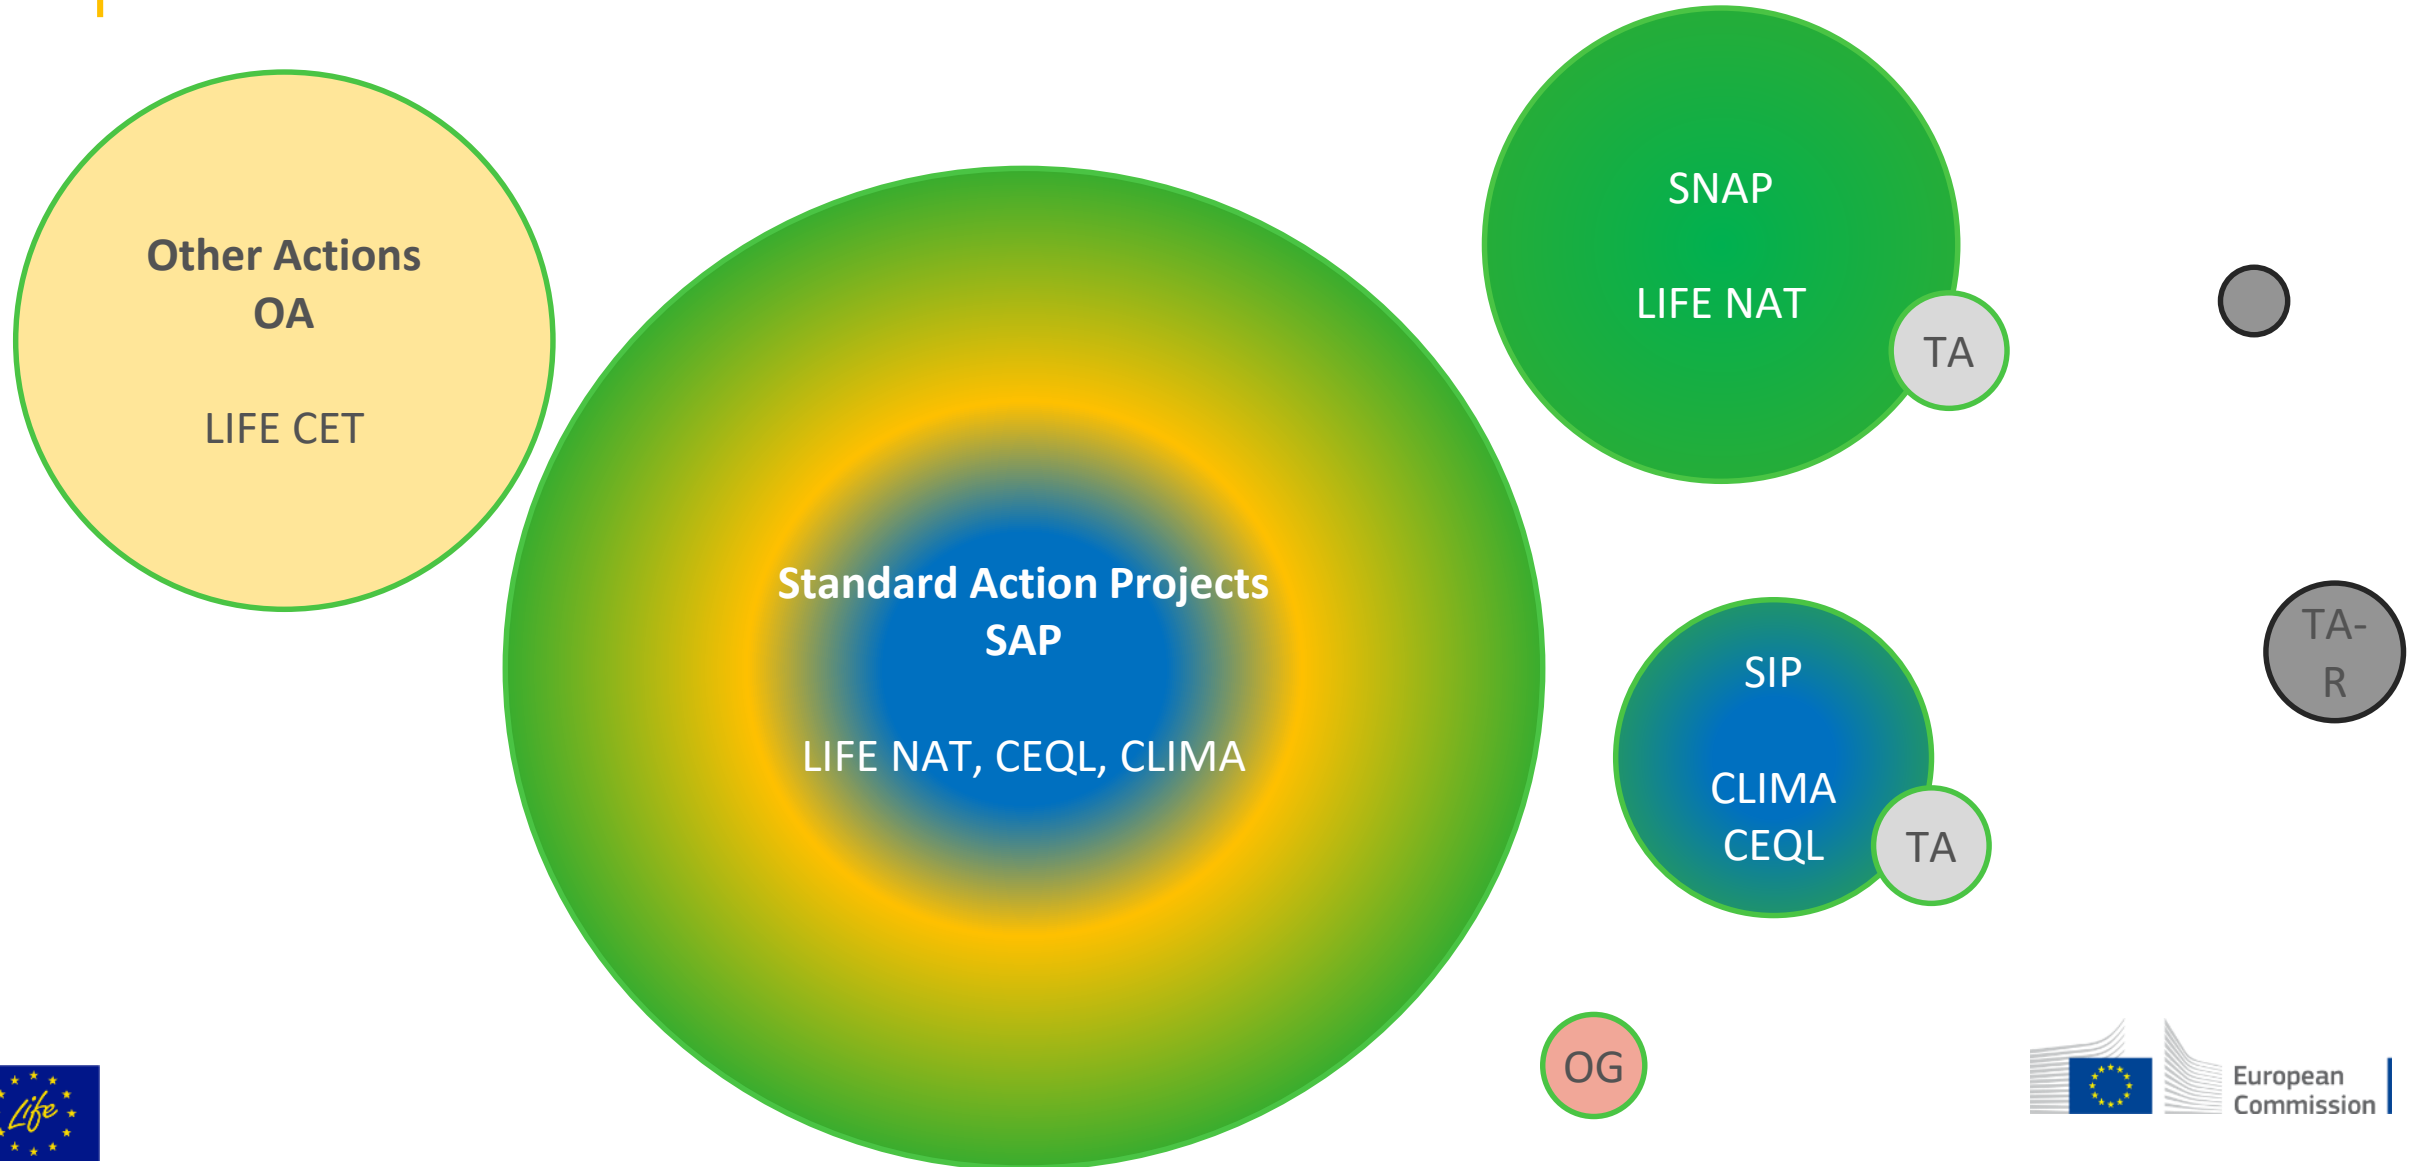 Other Actions
OA
LIFE CET
Standard Action Projects
SAP
LIFE NAT, CEQL, CLIMA
SNAP
LIFE NAT
TA
SIP
CLIMA
CEQL
TA
TA-
R
OG
Life
European
Commission